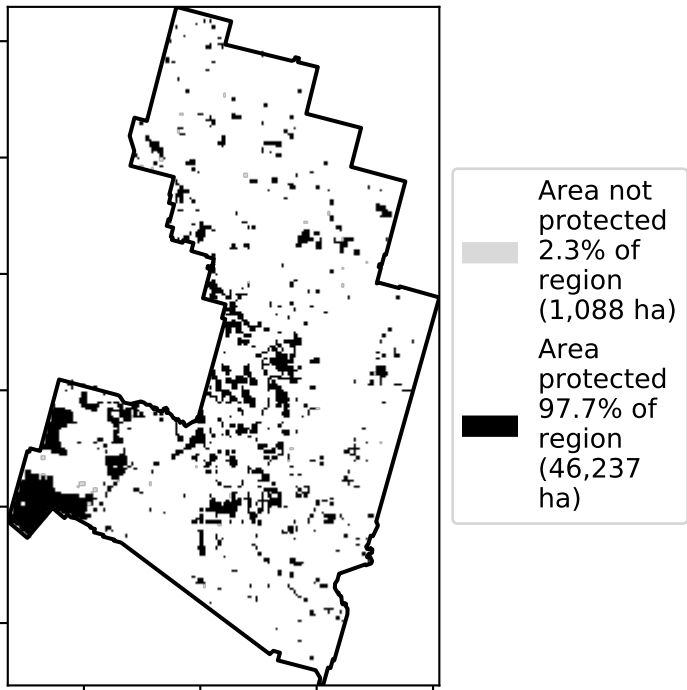 Area not
protected
2.3% of
region
(1,088 ha)
Area
protected
97.7% of
region
(46,237
ha)